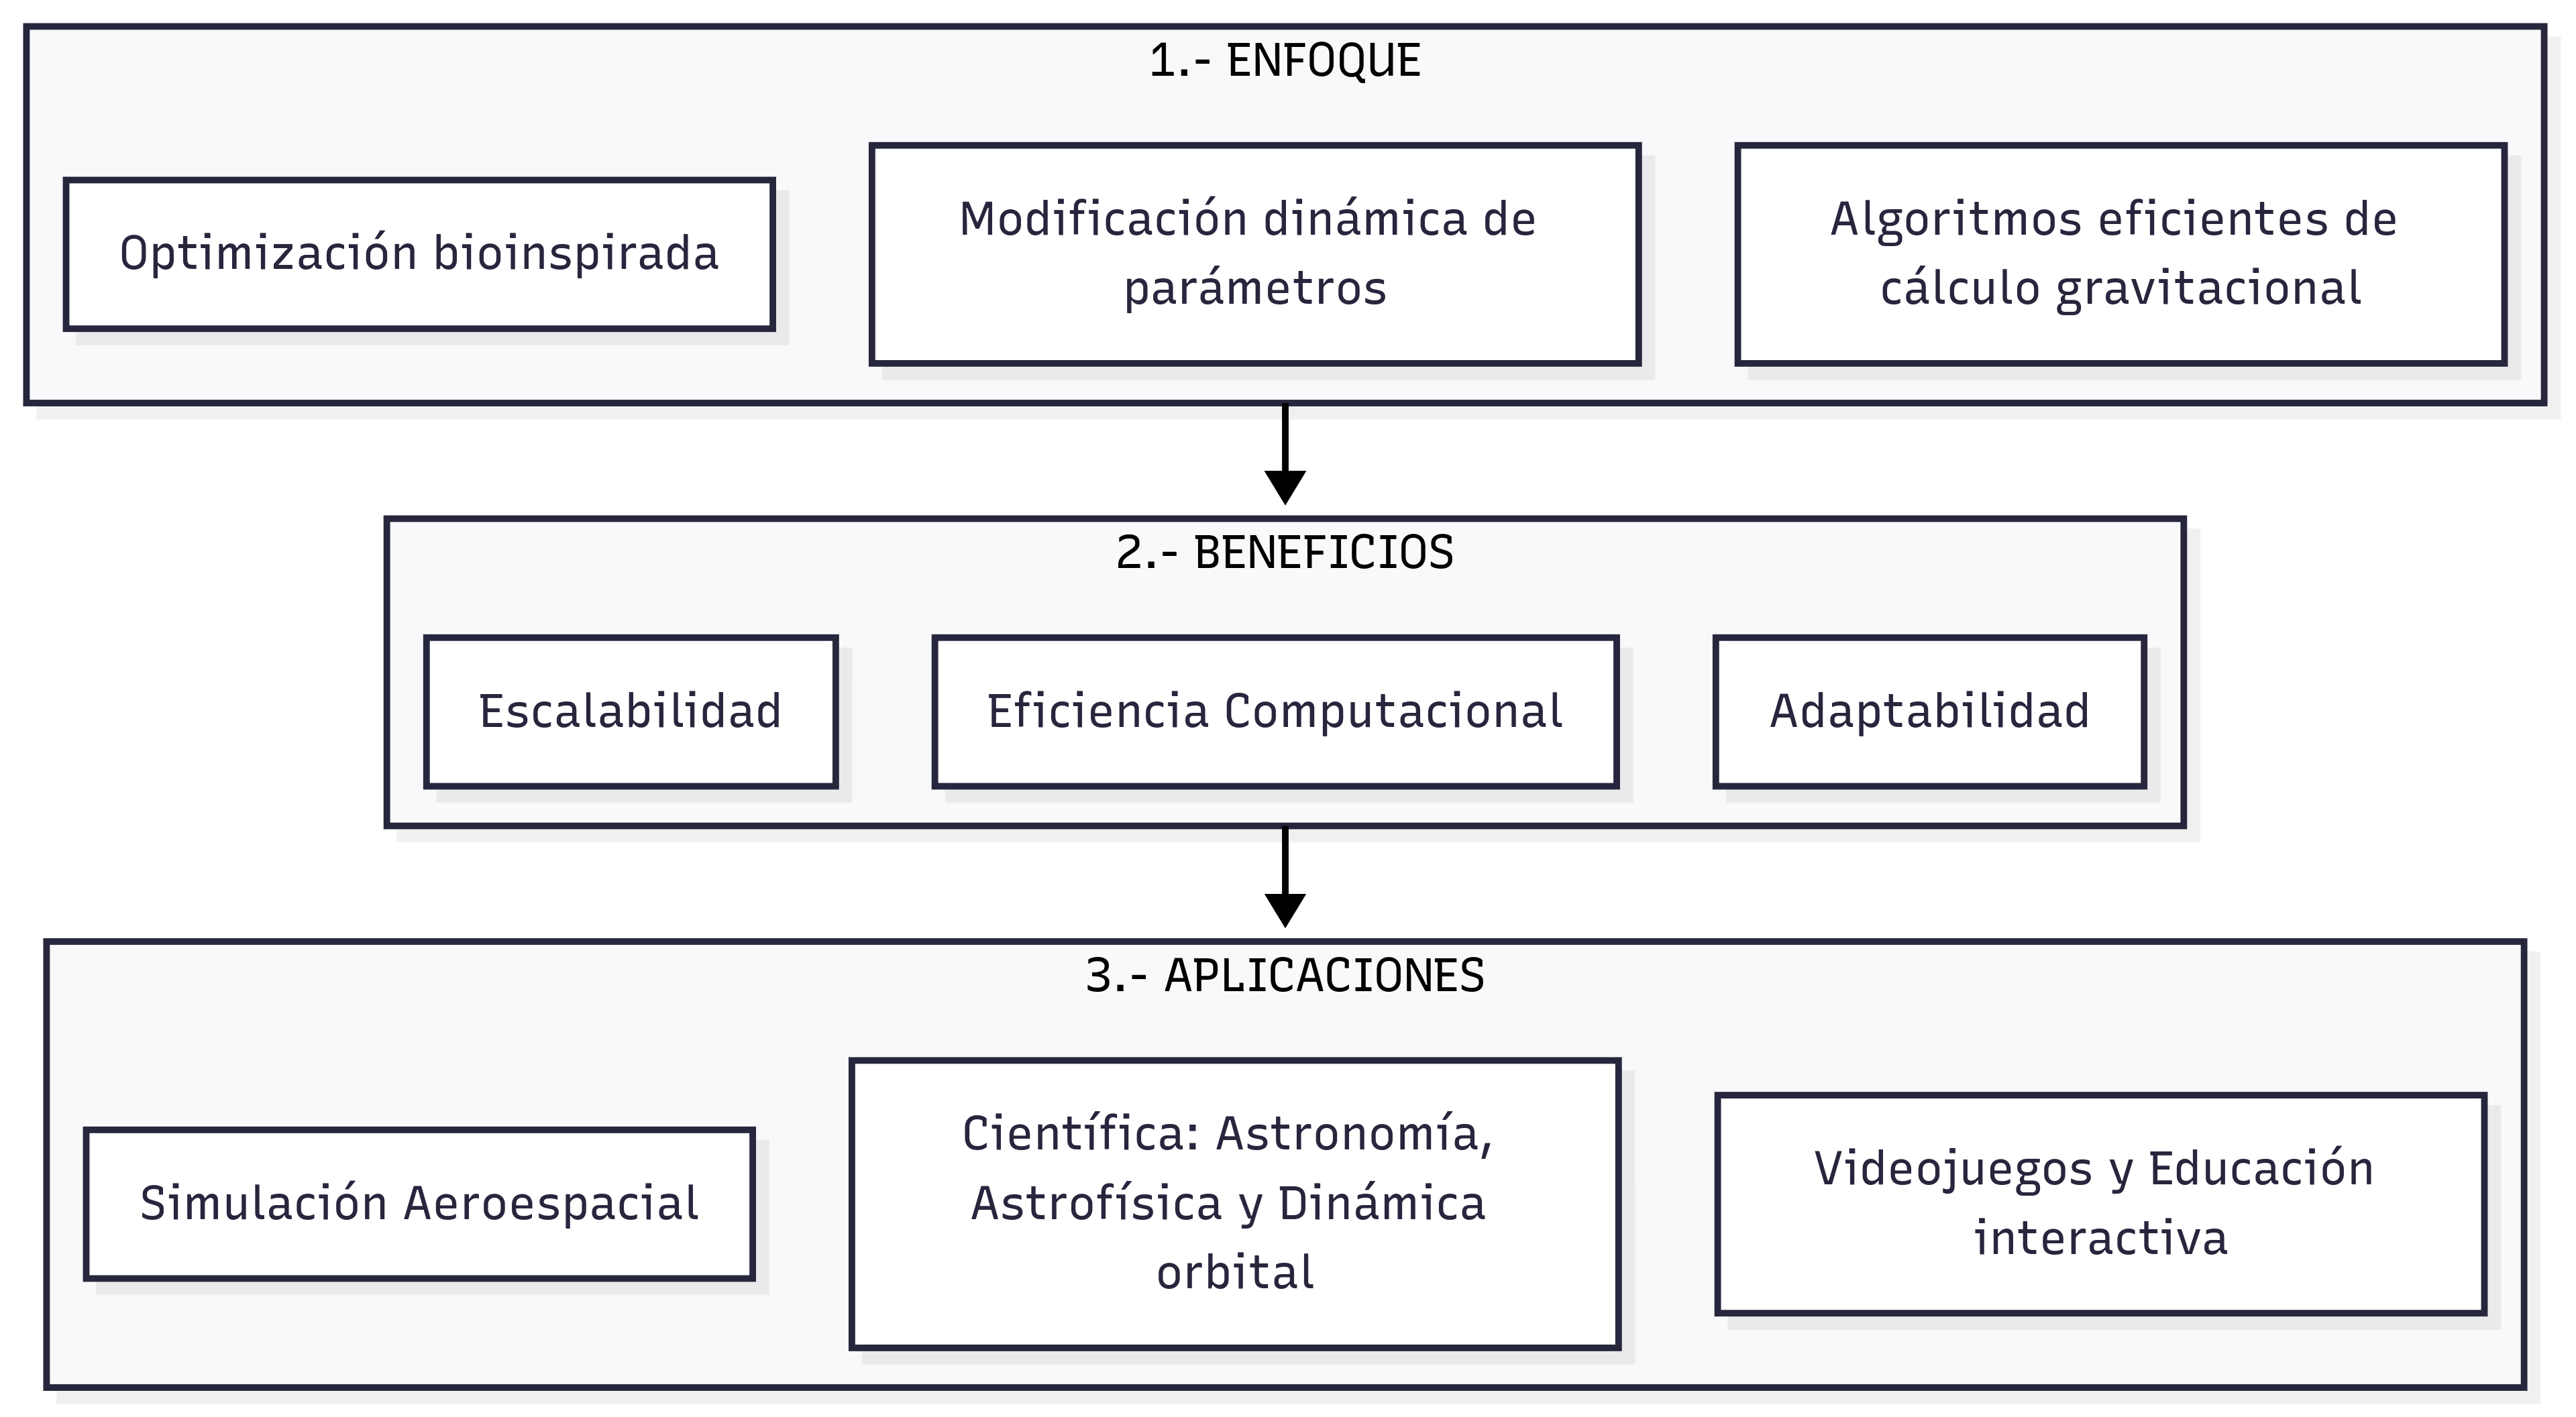 1.- ENFOQUE
Optimización bioinspirada
Modificación dinámica de
parámetros
Algoritmos eficientes de
cálculo gravitacional
2.- BENEFICIOS
Escalabilidad
Eficiencia Computacional
Adaptabilidad
3.- APLICACIONES
Simulación Aeroespacial
Científica: Astronomía,
Astrofísica y Dinámica
orbital
Videojuegos y Educación
interactiva